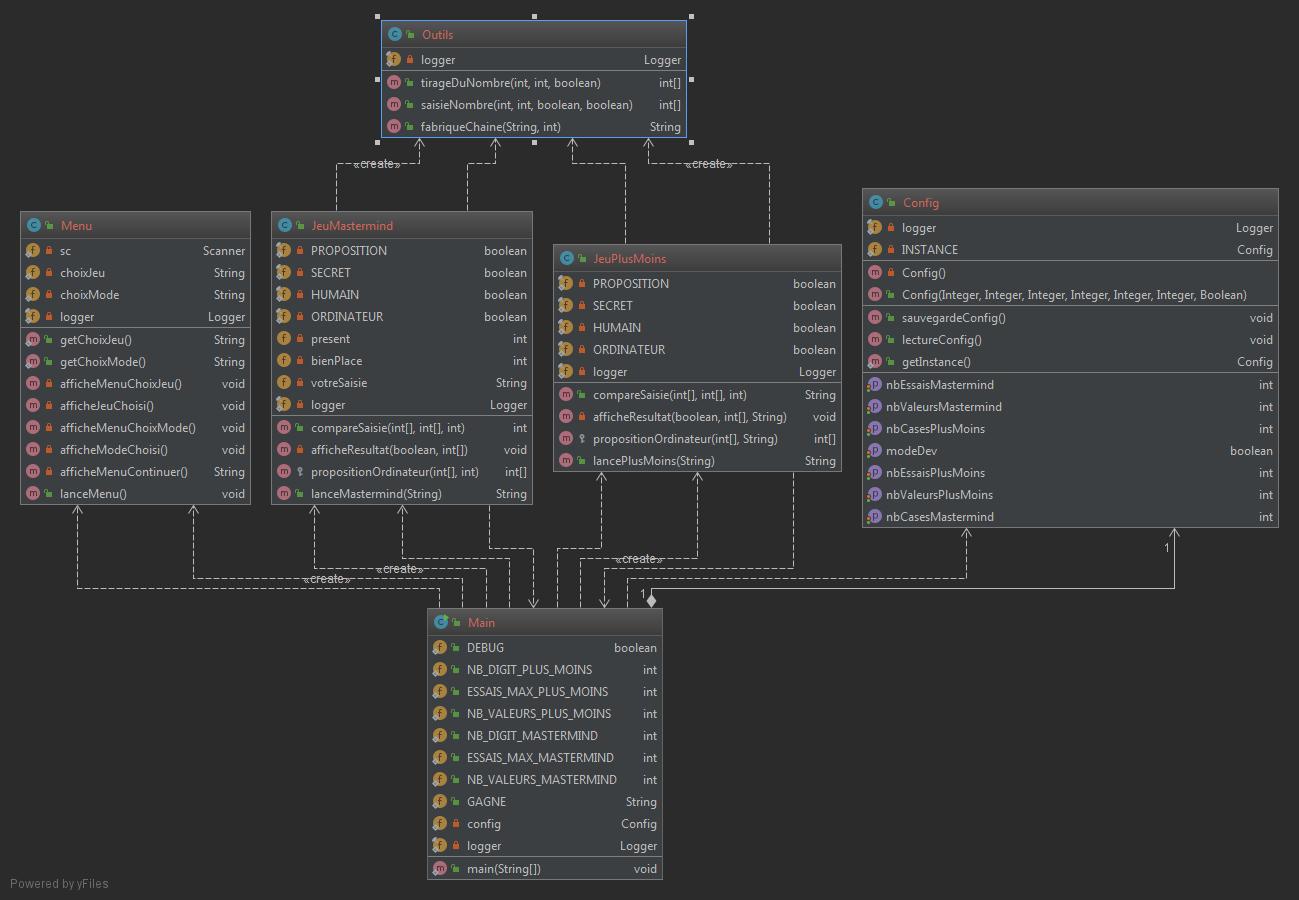 Outils
logger Logger
tirageDuNombre(int, int, boolean) int[]
saisieNombre(int, int, boolean, boolean) int[]
fabriqueChaine(String, int) String
«create» «create»
Menu
sc Scanner
choixJeu String
choixMode String
logger Logger
getChoixJeu() String
getChoixMode() String
afficheMenuChoixJeu() void
afficheJeuChoisi() void
afficheMenuChoixMode() void
afficheModeChoisi() void
afficheMenuContinuer() String
lanceMenu() void
JeuMastermind
PROPOSITION boolean
SECRET boolean
HUMAIN boolean
ORDINATEUR boolean
present int
bienPlace int
votreSaisie String
logger Logger
compareSaisie(int[], int[], int) int
afficheResultat(boolean, int[]) void
propositionOrdinateur(int[], int) int[]
lanceMastermind(String) String
JeuPlusMoins
PROPOSITION boolean
SECRET boolean
HUMAIN boolean
ORDINATEUR boolean
logger Logger
compareSaisie(int[], int[], int) String
afficheResultat(boolean, int[], String) void
propositionOrdinateur(int[], String) int[]
lancePlusMoins(String) String
Config
logger Logger
INSTANCE Config
Config()
Config(Integer, Integer, Integer, Integer, Integer, Integer, Boolean)
sauvegardeConfig() void
lectureConfig() void
getInstance() Config
nbEssaisMastermind int
nbValeursMastermind int
nbCasesPlusMoins int
modeDev boolean
nbEssaisPlusMoins int
nbValeursPlusMoins int
nbCasesMastermind int
1
«create»
«create»
«create»
1
Main
DEBUG boolean
NB_DIGIT_PLUS_MOINS int
ESSAIS_MAX_PLUS_MOINS int
NB_VALEURS_PLUS_MOINS int
NB_DIGIT_MASTERMIND int
ESSAIS_MAX_MASTERMIND int
NB_VALEURS_MASTERMIND int
GAGNE String
config Config
logger Logger
main(String[]) void
Powered by yFiles